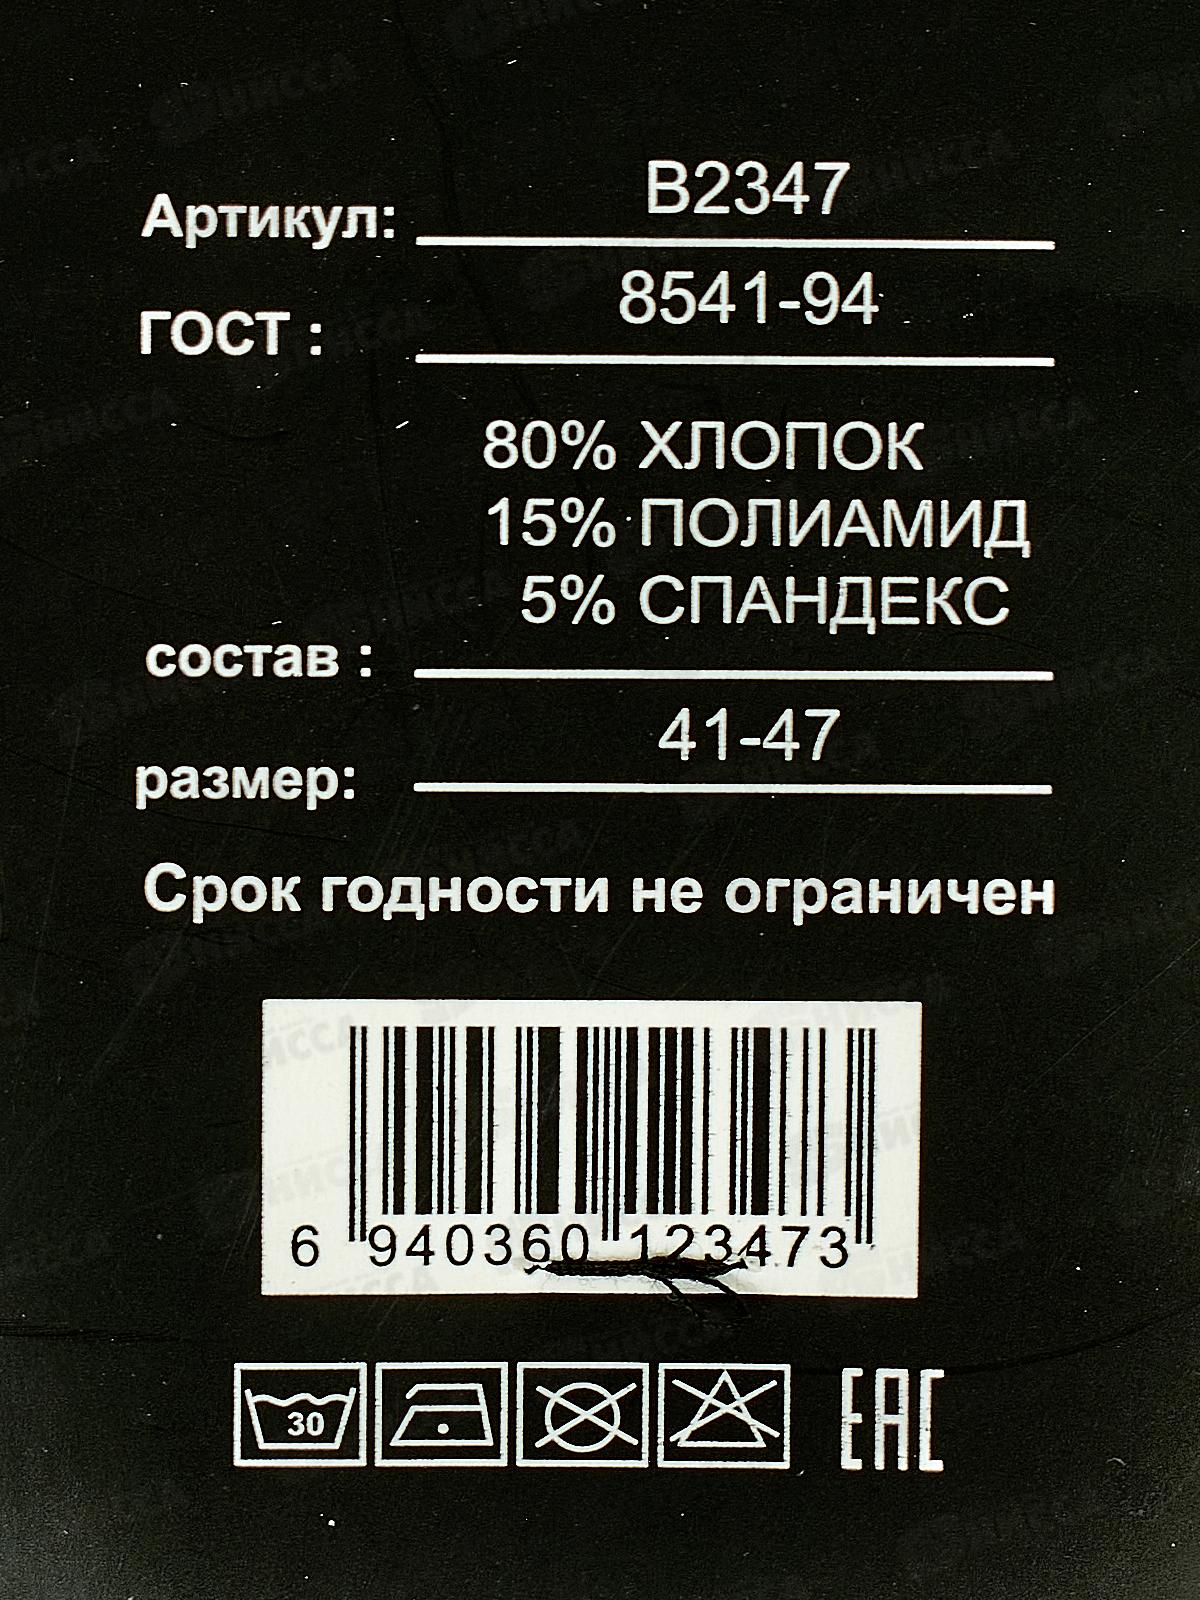 Артикул: B2347
ГОСТ : 8541-94
80% ХЛОПОК
15% ПОЛИАМИД
5% СПАНДЕКС
состав :
41-47
размер:
Срок годности не ограничен
6 940360 123473
30
EAC